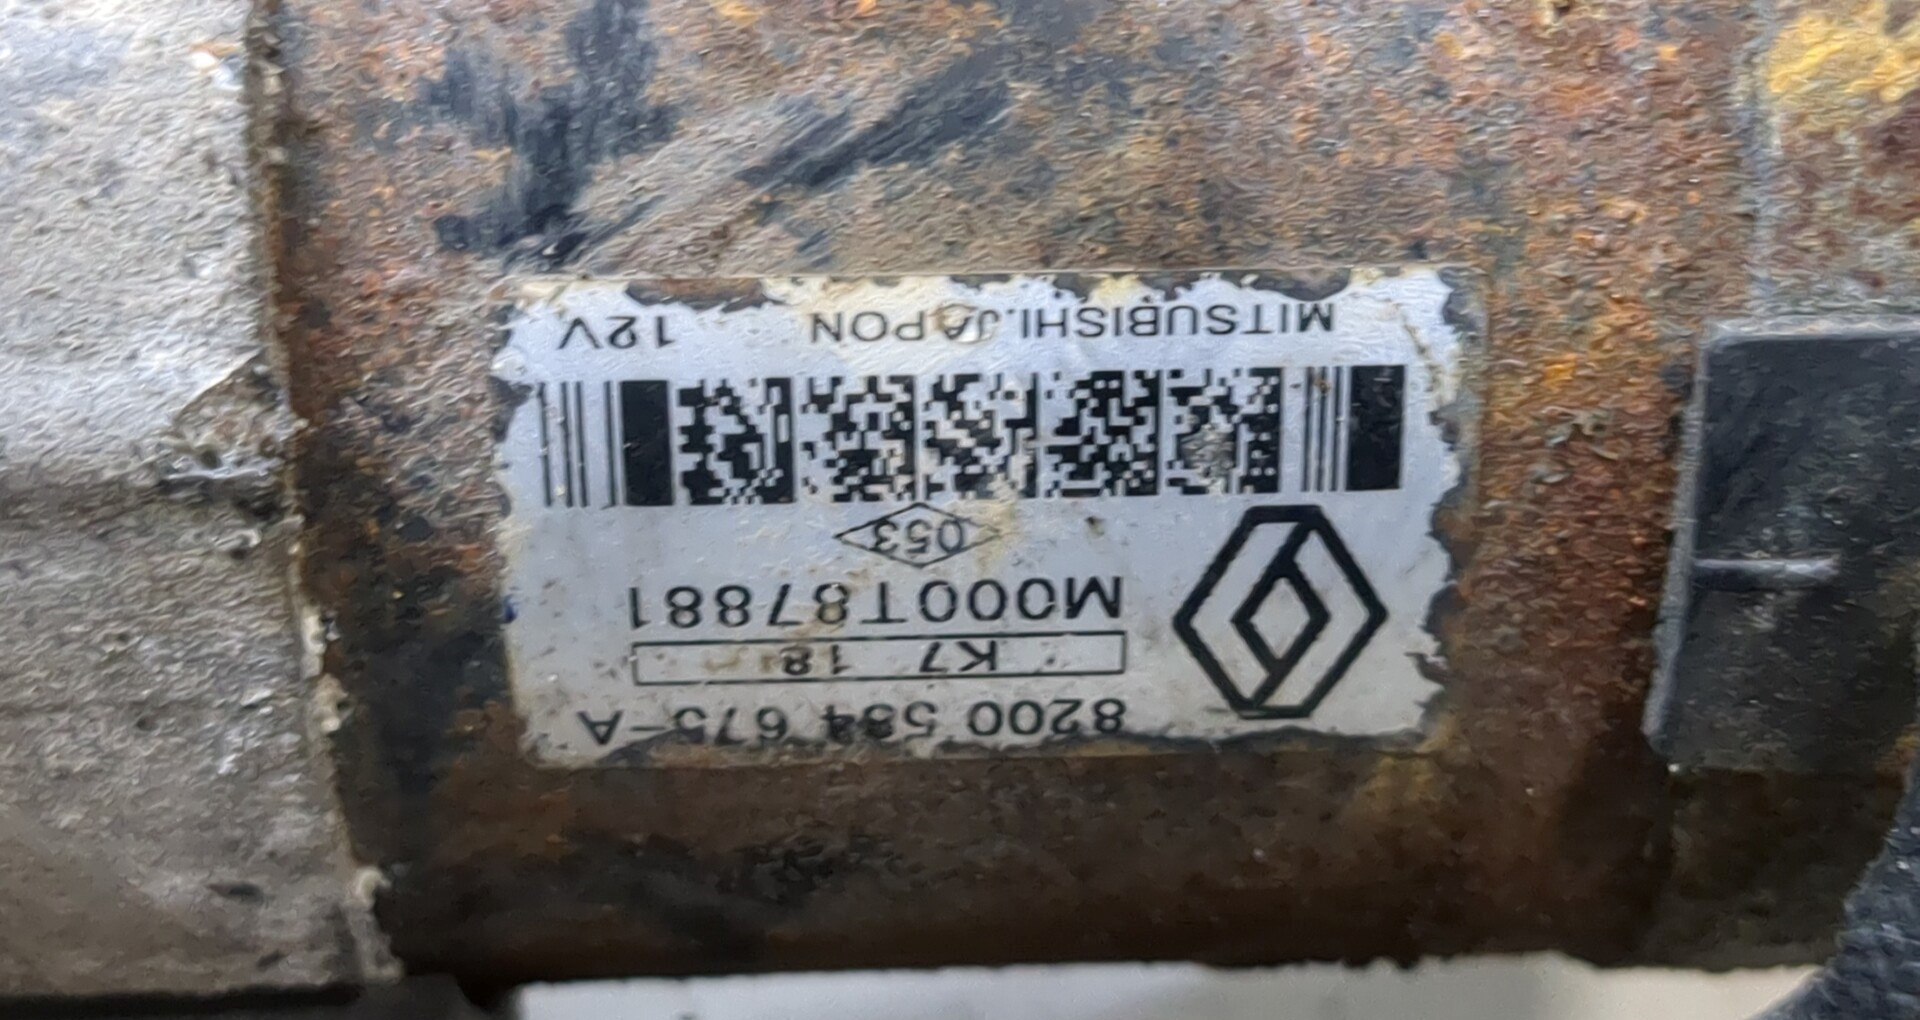 8200 584 675-A
K7 18
M000T87881
053
MITSUBISHI.JAPON 12V